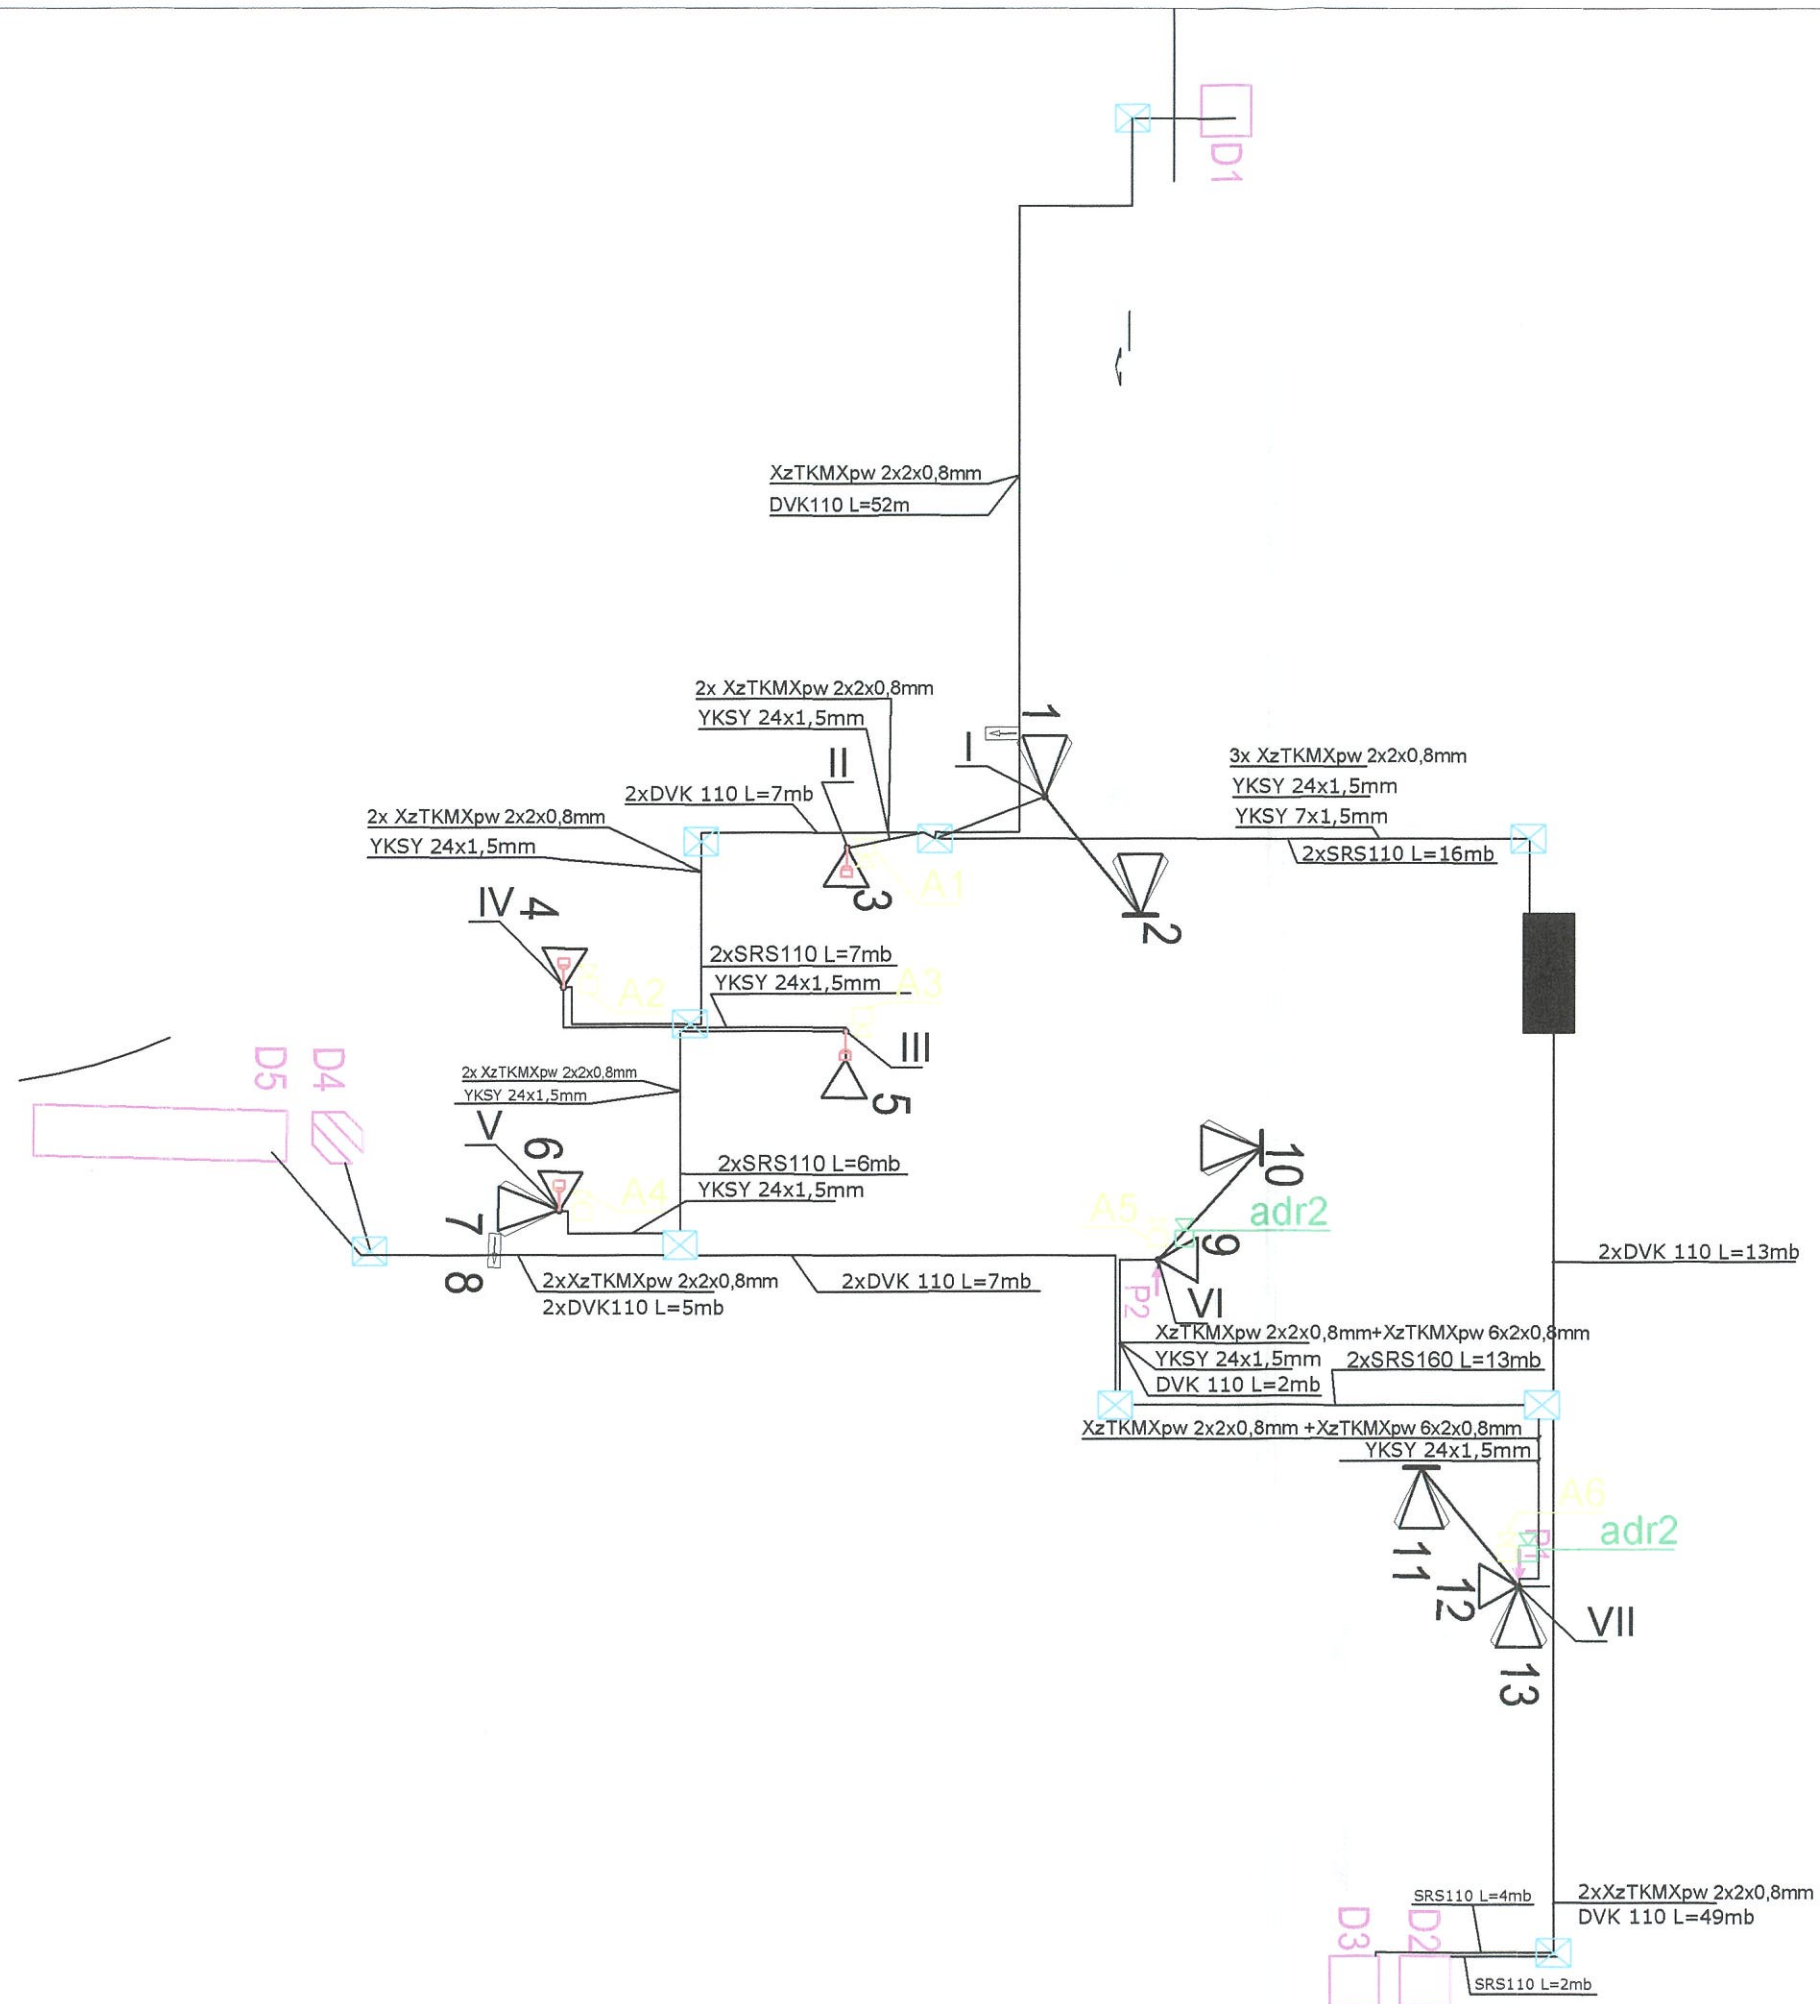 D1
XzTKMXpw 2x2x0,8mm
DVK110 L=52m
2x XzTKMXpw 2x2x0,8mm
YKSY 24x1,5mm
1
I
II
3x XzTKMXpw 2x2x0,8mm
YKSY 24x1,5mm
YKSY 7x1,5mm
2xSRS110 L=16mb
2xDVK 110 L=7mb
2x XzTKMXpw 2x2x0,8mm
YKSY 24x1,5mm
A1
3
2
IV
4
2xSRS110 L=7mb
YKSY 24x1,5mm
A2
A3
III
5
D5
D4
2x XzTKMXpw 2x2x0,8mm
YKSY 24x1,5mm
V
6
2xSRS110 L=6mb
YKSY 24x1,5mm
A4
7
8
10
A5
adr2
9
P2
VI
2xXzTKMXpw 2x2x0,8mm
2xDVK110 L=5mb
2xDVK 110 L=7mb
2xDVK 110 L=13mb
XzTKMXpw 2x2x0,8mm+XzTKMXpw 6x2x0,8mm
YKSY 24x1,5mm
2xSRS160 L=13mb
DVK 110 L=2mb
XzTKMXpw 2x2x0,8mm +XzTKMXpw 6x2x0,8mm
YKSY 24x1,5mm
A6
P1
adr2
11
12
VII
13
SRS110 L=4mb
2xXzTKMXpw 2x2x0,8mm
DVK 110 L=49mb
D3
D2
SRS110 L=2mb